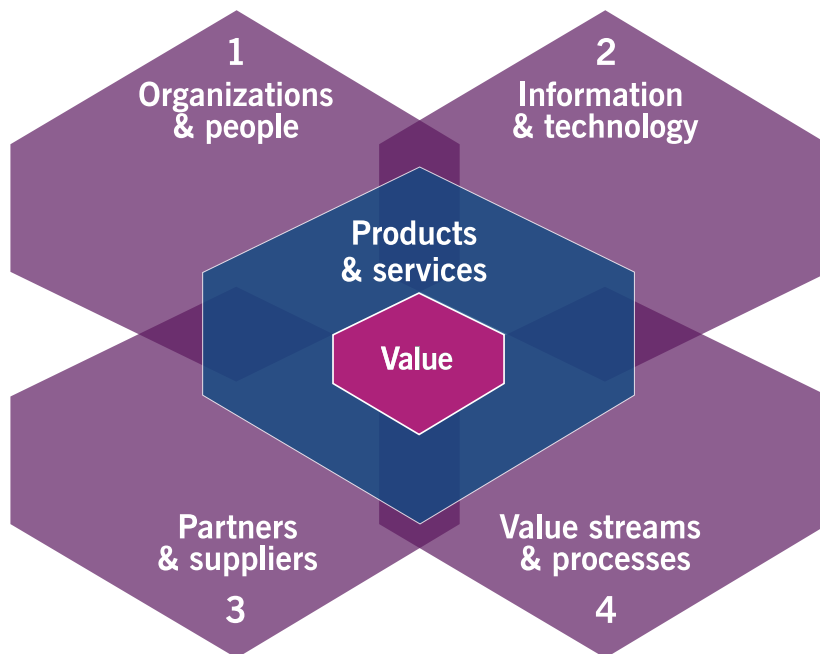 1
Organizations
& people
2
Information
& technology
Products
& services
Value
Partners
& suppliers
3
Value streams
& processes
4